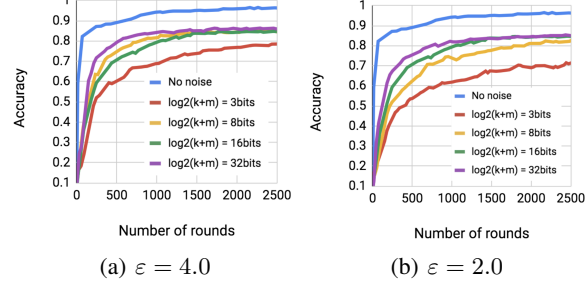 1
0.9
0.8
0.7
0.6
0.5
0.4
0.3
0.2
0.1
Accuracy
No noise
log2(k+m) = 3bits
log2(k+m) = 8bits
log2(k+m) = 16bits
log2(k+m) = 32bits
0 500 1000 1500 2000 2500
Number of rounds
(a) ε = 4.0
1
0.9
0.8
0.7
0.6
0.5
0.4
0.3
0.2
0.1
Accuracy
No noise
log2(k+m) = 3bits
log2(k+m) = 8bits
log2(k+m) = 16bits
log2(k+m) = 32bits
0 500 1000 1500 2000 2500
Number of rounds
(b) ε = 2.0